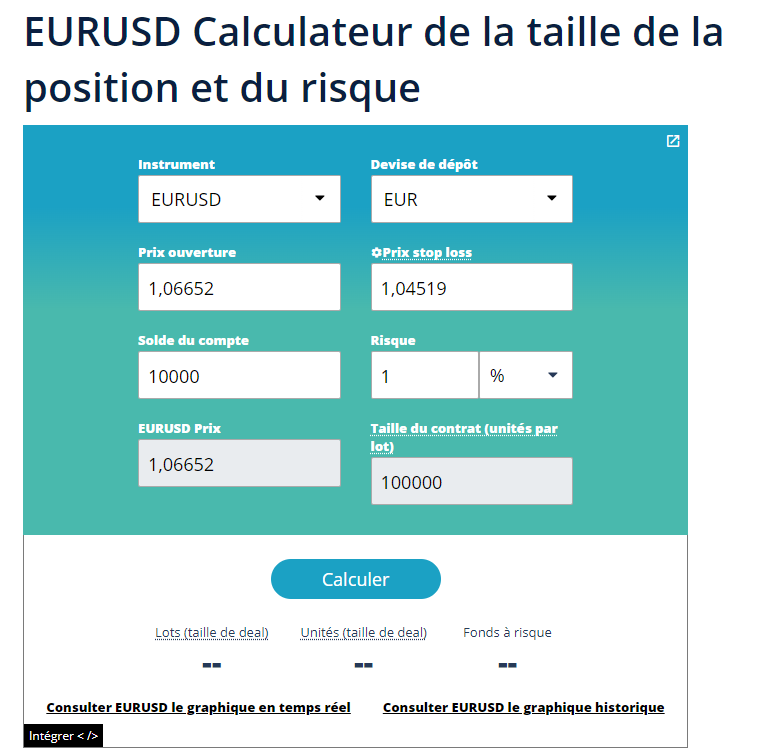 EURUSD Calculateur de la taille de la
position et du risque
Instrument
Devise de dépôt
EURUSD
EUR
Prix ouverture
Prix stop loss
1,06652
1,04519
Solde du compte
Risque
10000
1
%
EURUSD Prix
Taille du contrat (unités par
lot)
1,06652
100000
Calculer
Lots (taille de deal)
Unités (taille de deal)
Fonds à risque
--
--
--
Consulter EURUSD le graphique en temps réel
Consulter EURUSD le graphique historique
Intégrer </>